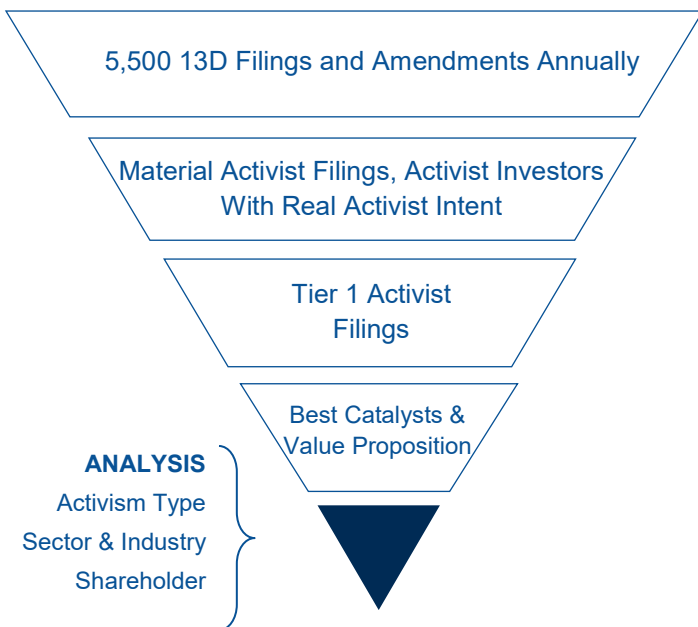 5,500 13D Filings and Amendments Annually
Material Activist Filings, Activist Investors
With Real Activist Intent
Tier 1 Activist
Filings
Best Catalysts &
Value Proposition
ANALYSIS
Activism Type
Sector & Industry
Shareholder